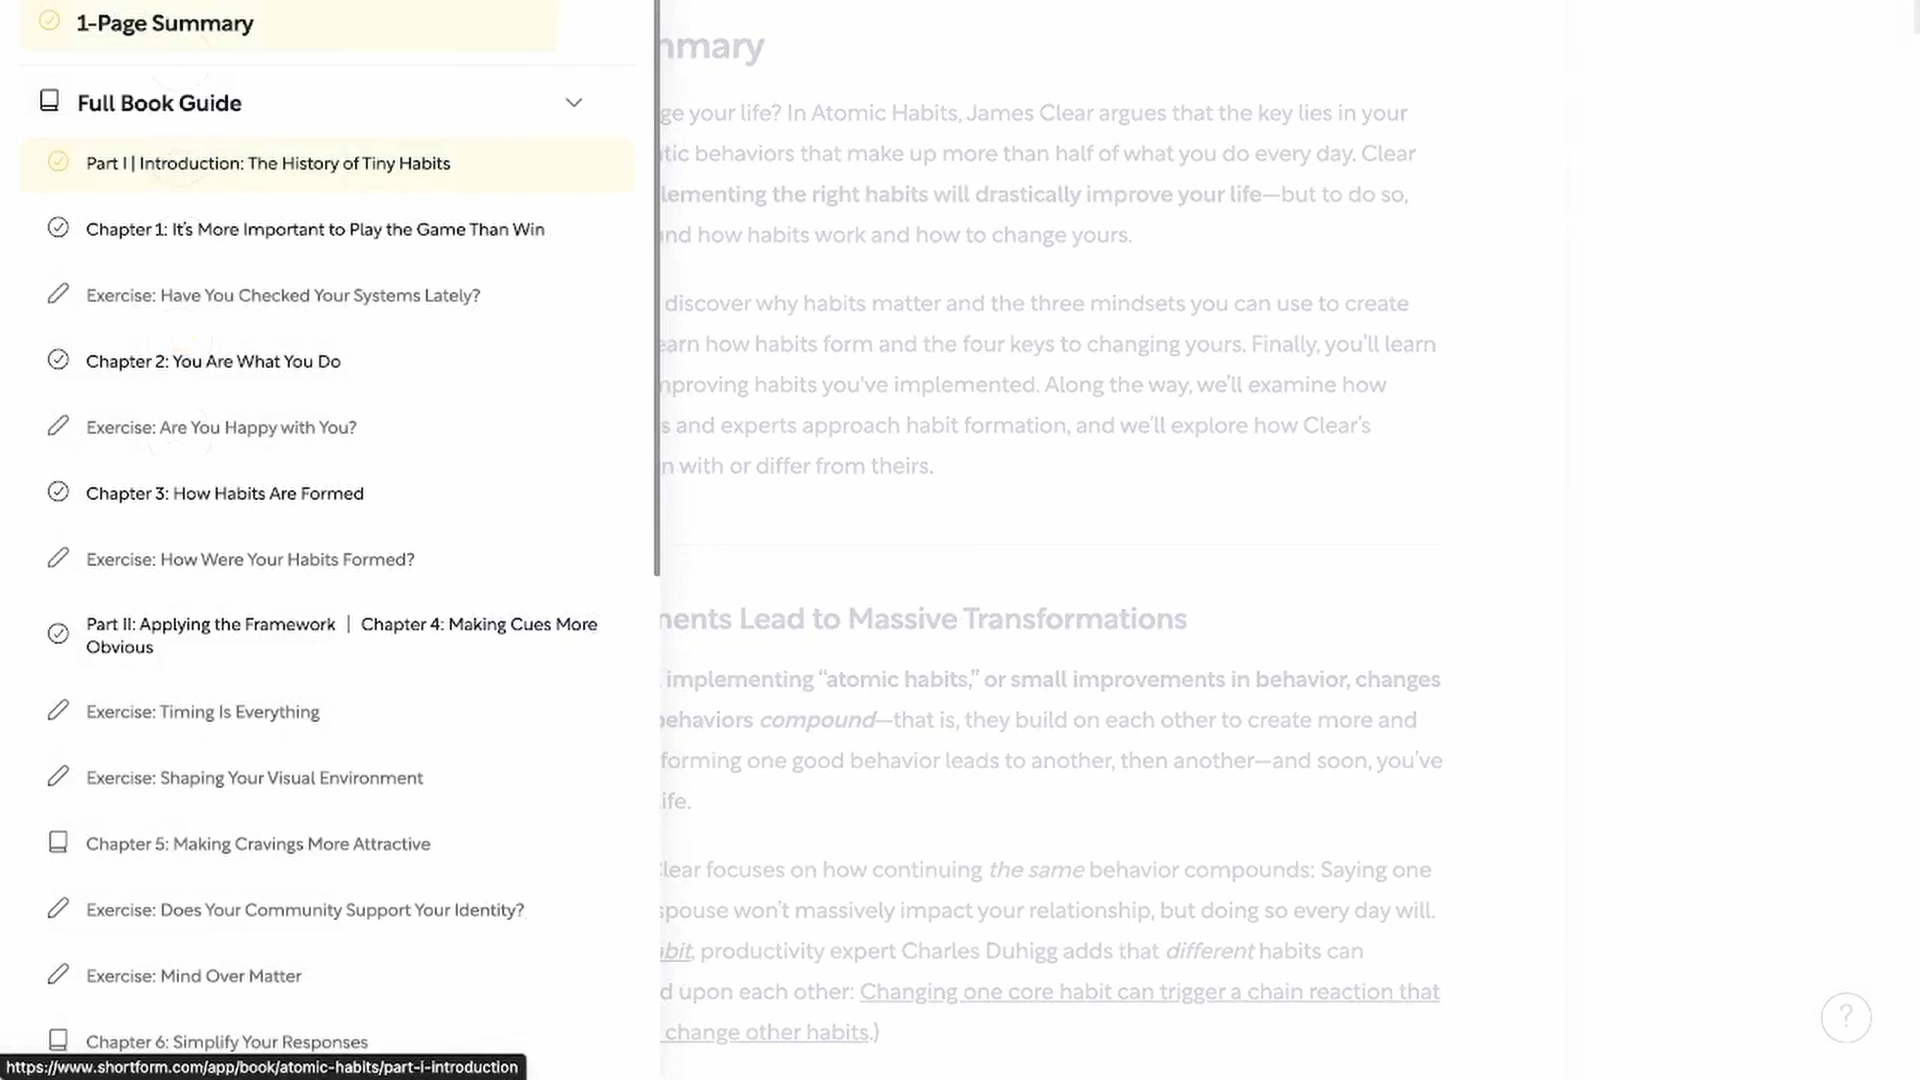 1-Page Summary
Full Book Guide
Part I | Introduction: The History of Tiny Habits
Chapter 1: It's More Important to Play the Game Than Win
Exercise: Have You Checked Your Systems Lately?
Chapter 2: You Are What You Do
Exercise: Are You Happy with You?
Chapter 3: How Habits Are Formed
Exercise: How Were Your Habits Formed?
Part II: Applying the Framework | Chapter 4: Making Cues More
Obvious
Exercise: Timing Is Everything
Exercise: Shaping Your Visual Environment
Chapter 5: Making Cravings More Attractive
Exercise: Does Your Community Support Your Identity?
Exercise: Mind Over Matter
Chapter 6: Simplify Your Responses
https://www.shortform.com/app/book/atomic-habits/part-i-introduction
mmary
ge your life? In Atomic Habits, James Clear argues that the key lies in your
tic behaviors that make up more than half of what you do every day. Clear
lementing the right habits will drastically improve your life—but to do so,
nd how habits work and how to change yours.
discover why habits matter and the three mindsets you can use to create
earn how habits form and the four keys to changing yours. Finally, you'll learn
mproving habits you've implemented. Along the way, we'll examine how
s and experts approach habit formation, and we'll explore how Clear's
n with or differ from theirs.
ments Lead to Massive Transformations
implementing “atomic habits,” or small improvements in behavior, changes
behaviors compound—that is, they build on each other to create more and
forming one good behavior leads to another, then another—and soon, you've
ife.
Clear focuses on how continuing the same behavior compounds: Saying one
spouse won't massively impact your relationship, but doing so every day will.
abit, productivity expert Charles Duhigg adds that different habits can
d upon each other: Changing one core habit can trigger a chain reaction that
change other habits.)
?